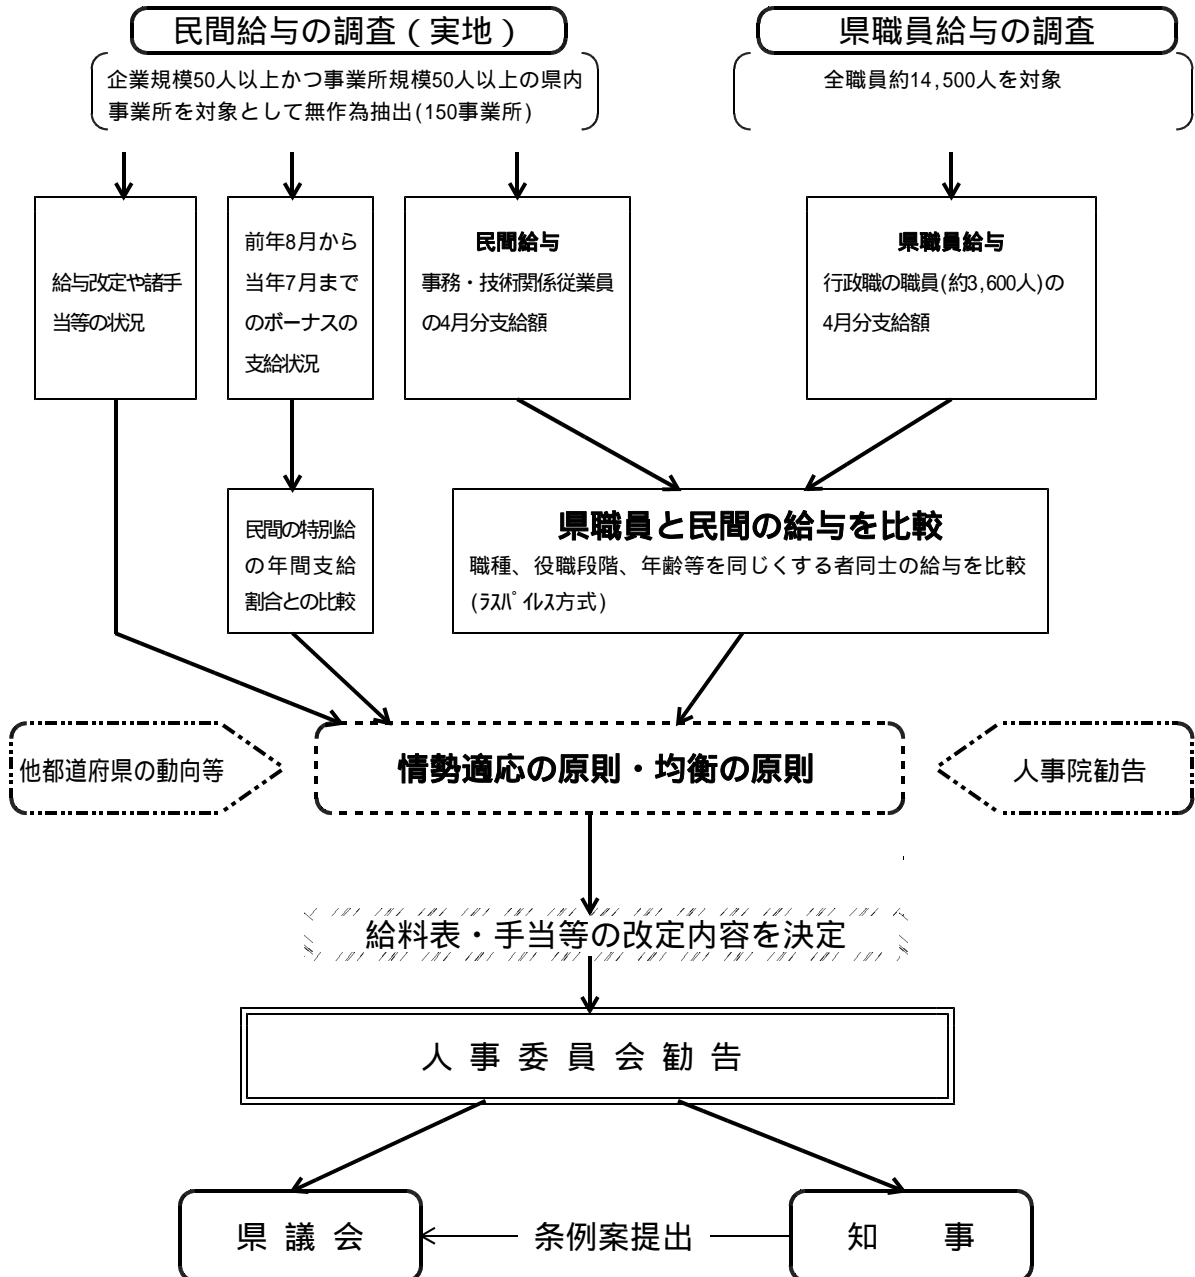 民間給与の調査（実地）
企業規模50人以上かつ事業所規模50人以上の県内
事業所を対象として無作為抽出(150事業所)
県職員給与の調査
全職員約14,500人を対象
給与改定や諸手
当等の状況
前年8月から
当年7月まで
のボーナスの
支給状況
民間給与
事務・技術関係従業員
の4月分支給額
県職員給与
行政職の職員(約3,600人)の
4月分支給額
民間の特別給
の年間支給
割合との比較
県職員と民間の給与を比較
職種、役職段階、年齢等を同じくする者同士の給与を比較
(ﾗｽﾊﾟｲﾚｽ方式)
他都道府県の動向等
情勢適応の原則・均衡の原則
人事院勧告
給料表・手当等の改定内容を決定
人事委員会勧告
県議会
条例案提出
知事